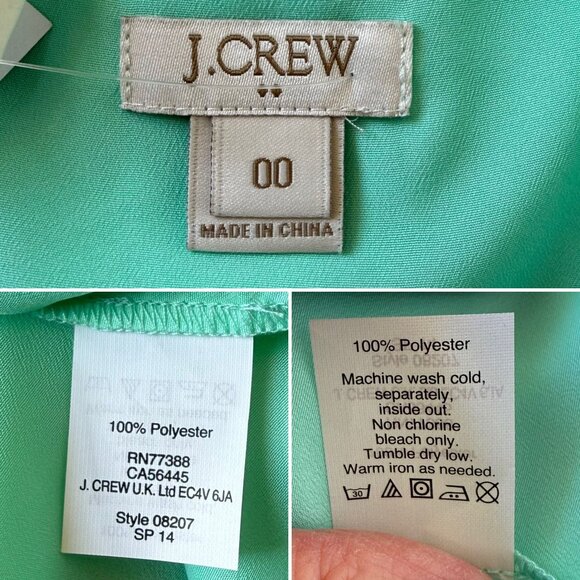 J.CREW
00
MADE IN CHINA
100% Polyester
RN77388
CA56445
J. CREW U.K. Ltd EC4V 6JA
Style 08207
SP 14
100% Polyester
Machine wash cold,
separately,
inside out.
Non chlorine
bleach only.
Tumble dry low.
Warm iron as needed.
30